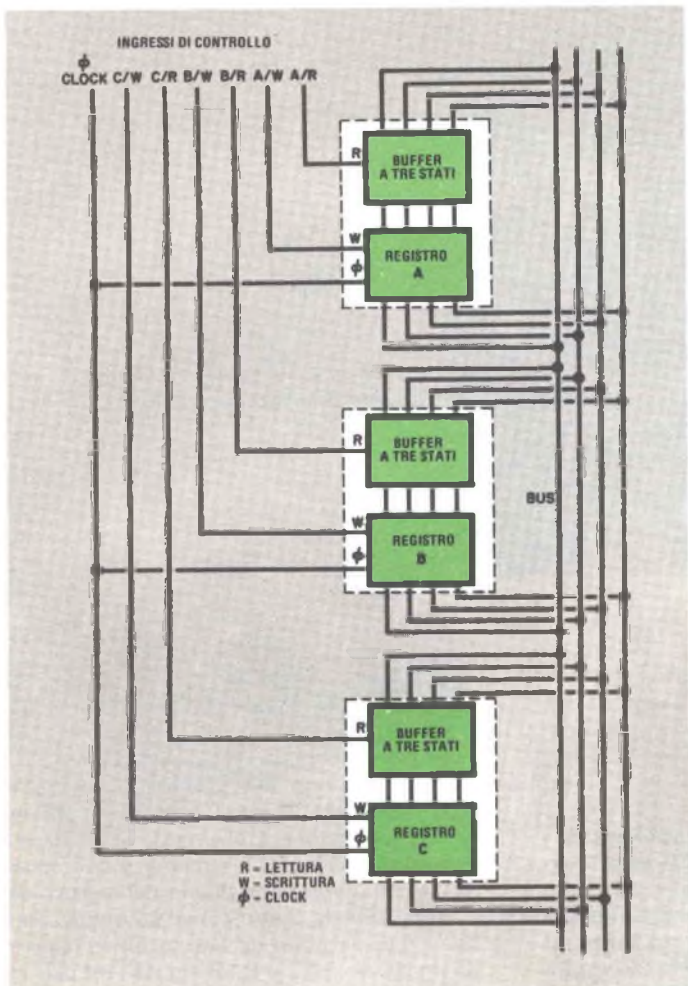 INGRESSI DI CONTROLLO
ϕ
CLOCK C/W C/R B/W B/R A/W A/R
R
BUFFER
A TRE STATI
W
ϕ
REGISTRO
A
R
BUFFER
A TRE STATI
BUS
W
ϕ
REGISTRO
B
R
BUFFER
A TRE STATI
W
ϕ
REGISTRO
C
R - LETTURA
W - SCRITTURA
ϕ - CLOCK